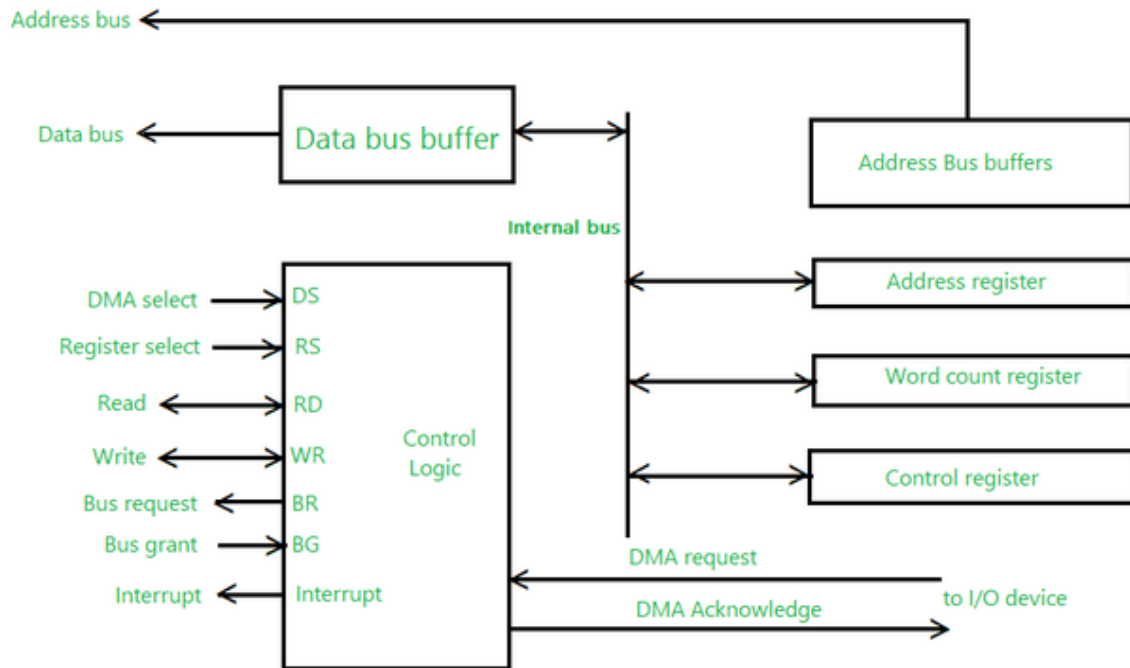 Address bus
Data bus
Data bus buffer
Address Bus buffers
Internal bus
Address register
DMA select
DS
Register select
RS
Word count register
Read
RD
Control
Logic
Write
WR
Control register
Bus request
BR
Bus grant
BG
DMA request
Interrupt
Interrupt
to I/O device
DMA Acknowledge